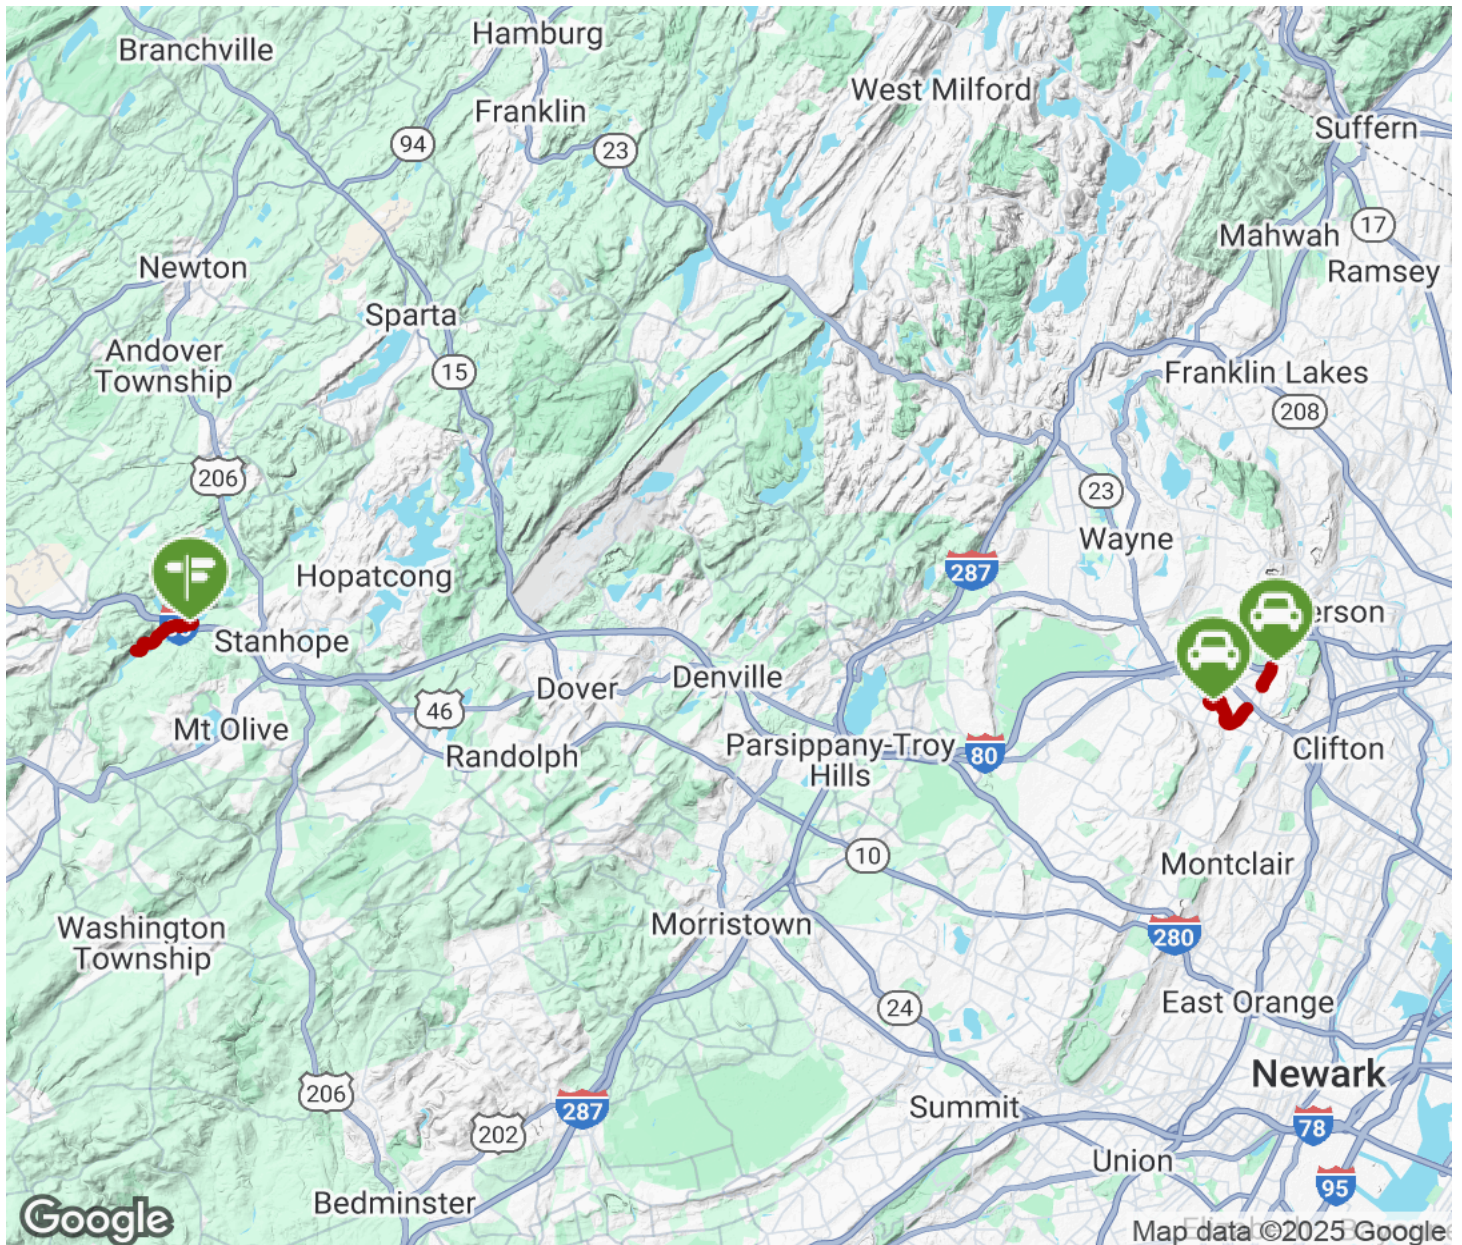 Hamburg
Branchville
West Milford
Franklin
Suffern
94
23
17
Mahwah
Newton
Ramsey
Sparta
Andover
Township
15
Franklin Lakes
208
206
23
Wayne
287
Hopatcong
erson
Stanhope
Denville
Dover
46
Mt Olive
Parsippany-Troy
Hills
80
Clifton
Randolph
10
Montclair
Washington
Township
Morristown
280
24
East Orange
Newark
206
287
Summit
202
78
Union
95
Bedminster
Google
Map data ©2025 Google